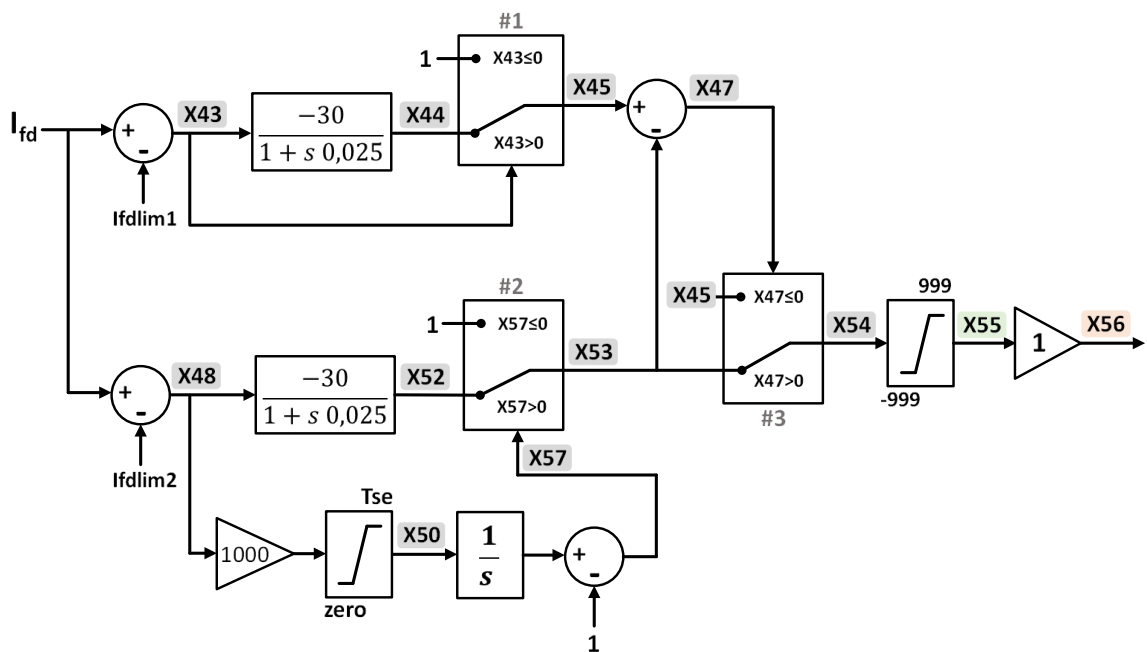 #1
1
X43≤0
X43>0
I_fd
+
-
X43
Ifdlim1
−30
1 + s 0,025
X44
X45
+
-
X47
#2
1
X57≤0
X57>0
X53
X45
X47≤0
X47>0
#3
X54
999
-999
X55
1
X56
+
-
X48
Ifdlim2
−30
1 + s 0,025
X52
X57
1000
Tse
zero
X50
1
s
+
-
1